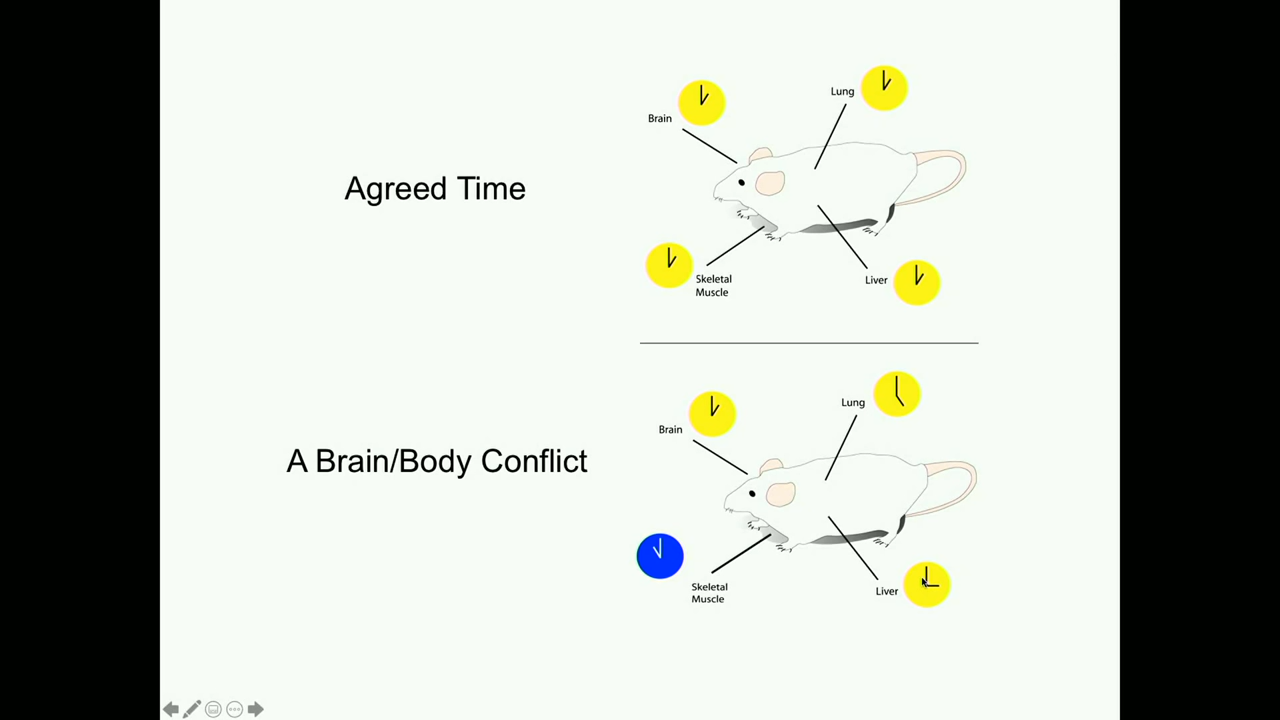 Lung
Brain
Agreed Time
Skeletal
Muscle
Liver
Lung
Brain
A Brain/Body Conflict
Skeletal
Muscle
Liver